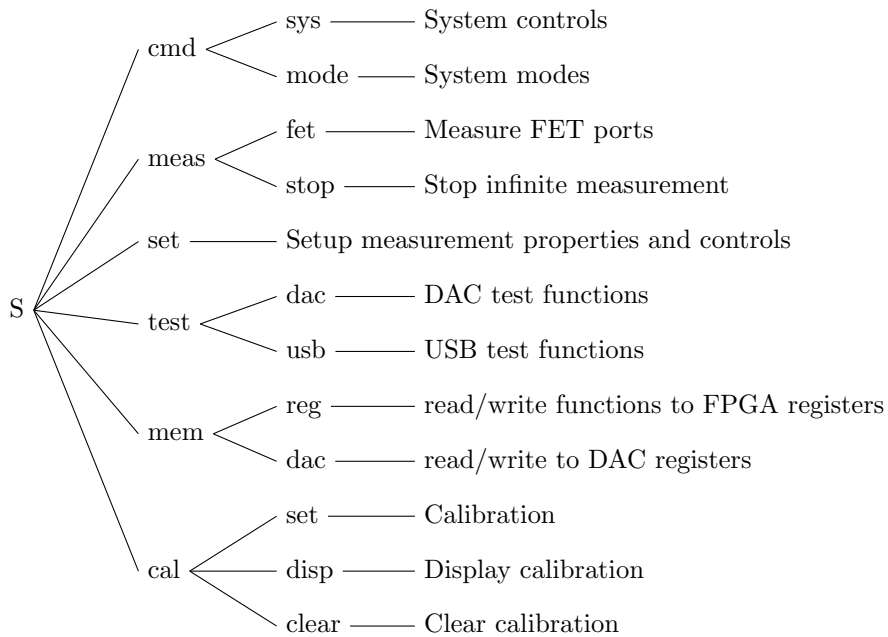 sys System controls
cmd
mode System modes
fet Measure FET ports
meas
stop Stop infinite measurement
set Setup measurement properties and controls
dac DAC test functions
S
test
usb USB test functions
reg read/write functions to FPGA registers
mem
dac read/write to DAC registers
set Calibration
cal disp Display calibration
clear Clear calibration